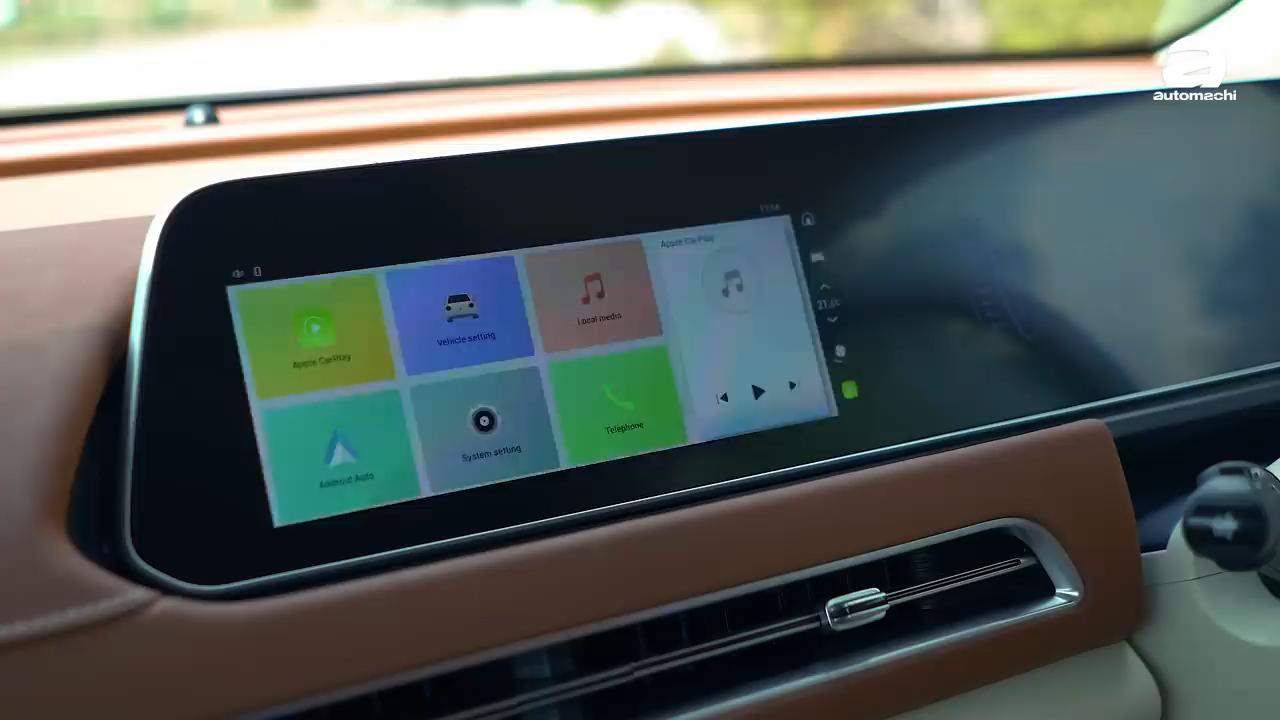 automachi
Apple CarPlay
Vehicle setting
Local media
Apple CarPlay
Android Auto
System setting
Telephone